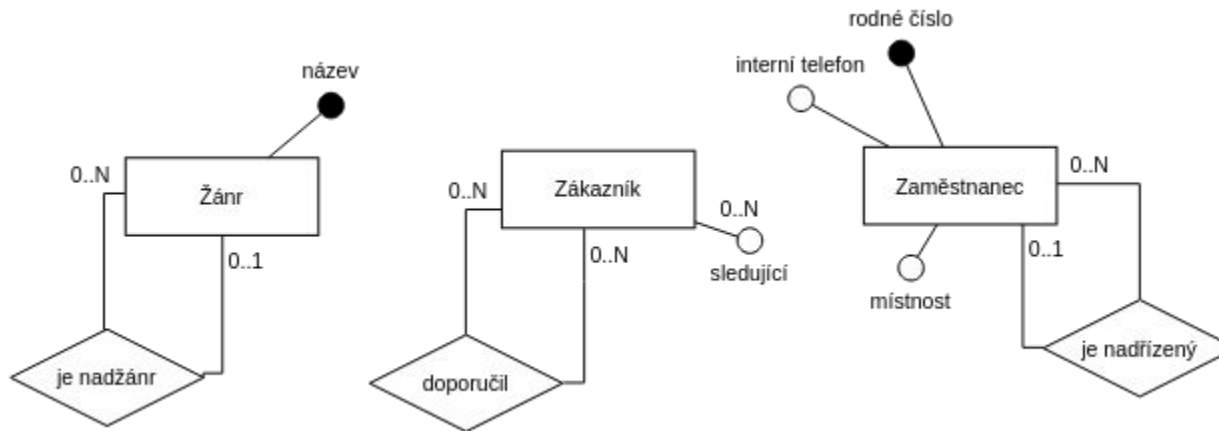 název
0..N
Žánr
0..1
je nadžánr
0..N
Zákazník
0..N
0..N
sledující
doporučil
rodné číslo
interní telefon
0..N
Zaměstnanec
0..1
místnost
je nadřízený